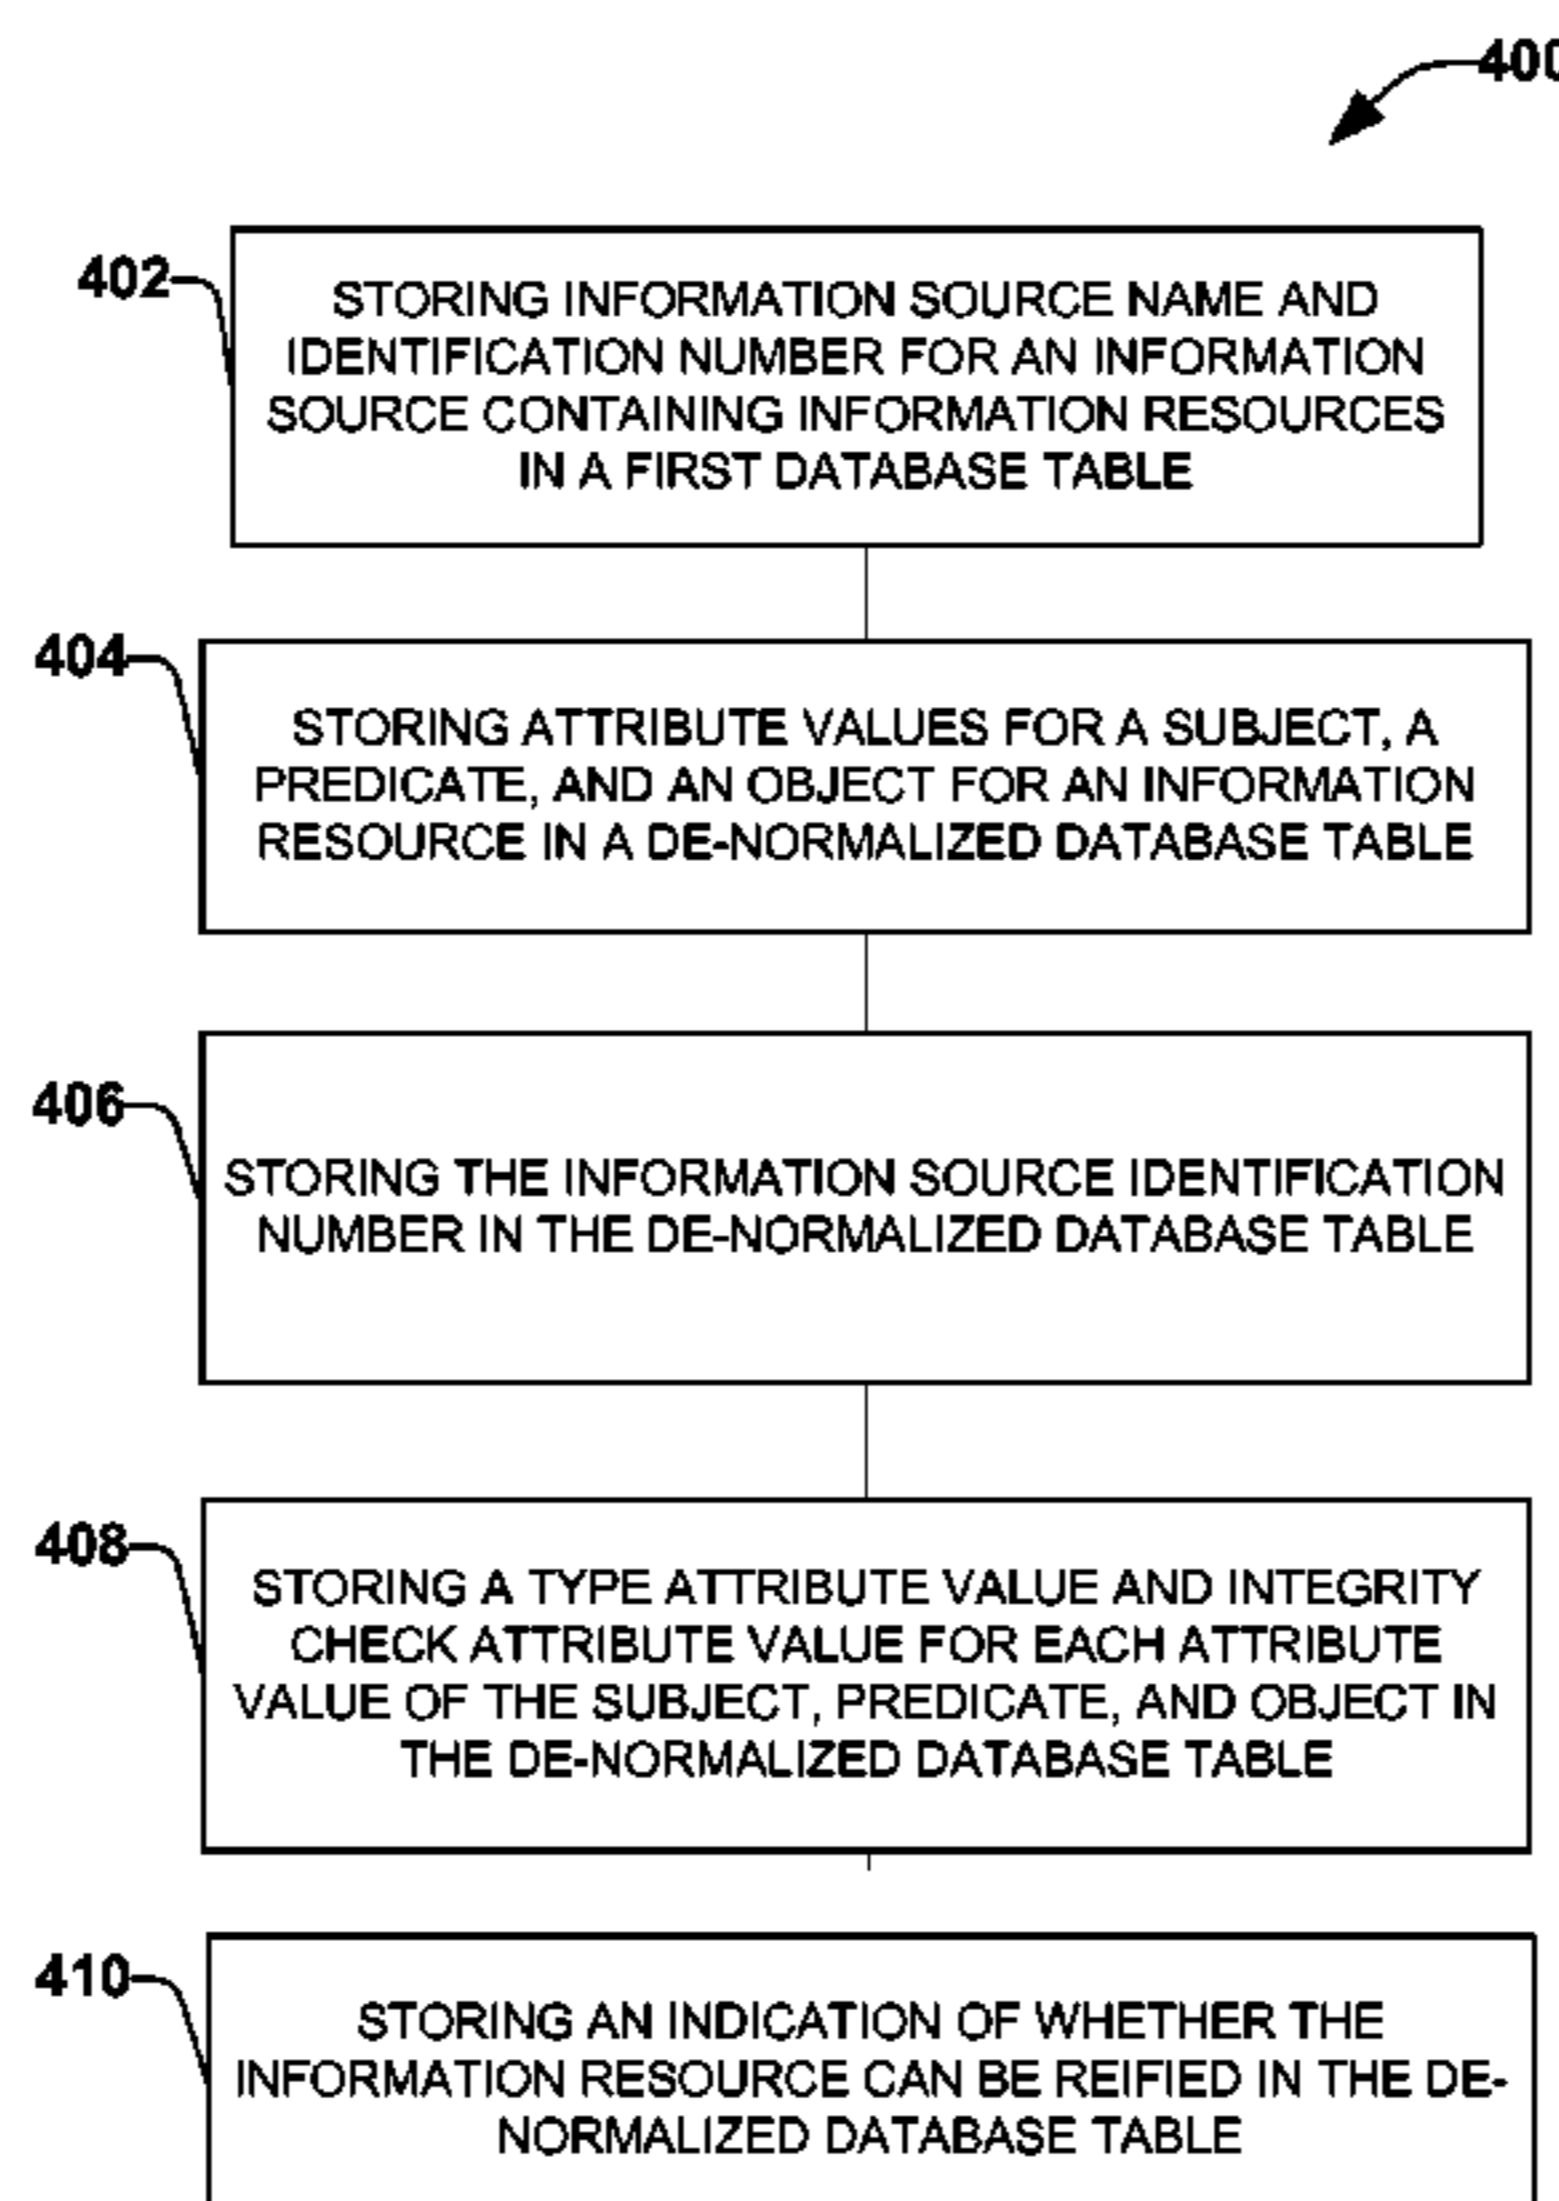 400
402
STORING INFORMATION SOURCE NAME AND
IDENTIFICATION NUMBER FOR AN INFORMATION
SOURCE CONTAINING INFORMATION RESOURCES
IN A FIRST DATABASE TABLE
404
STORING ATTRIBUTE VALUES FOR A SUBJECT, A
PREDICATE, AND AN OBJECT FOR AN INFORMATION
RESOURCE IN A DE-NORMALIZED DATABASE TABLE
406
STORING THE INFORMATION SOURCE IDENTIFICATION
NUMBER IN THE DE-NORMALIZED DATABASE TABLE
408
STORING A TYPE ATTRIBUTE VALUE AND INTEGRITY
CHECK ATTRIBUTE VALUE FOR EACH ATTRIBUTE
VALUE OF THE SUBJECT, PREDICATE, AND OBJECT IN
THE DE-NORMALIZED DATABASE TABLE
410
STORING AN INDICATION OF WHETHER THE
INFORMATION RESOURCE CAN BE REIFIED IN THE DE-
NORMALIZED DATABASE TABLE